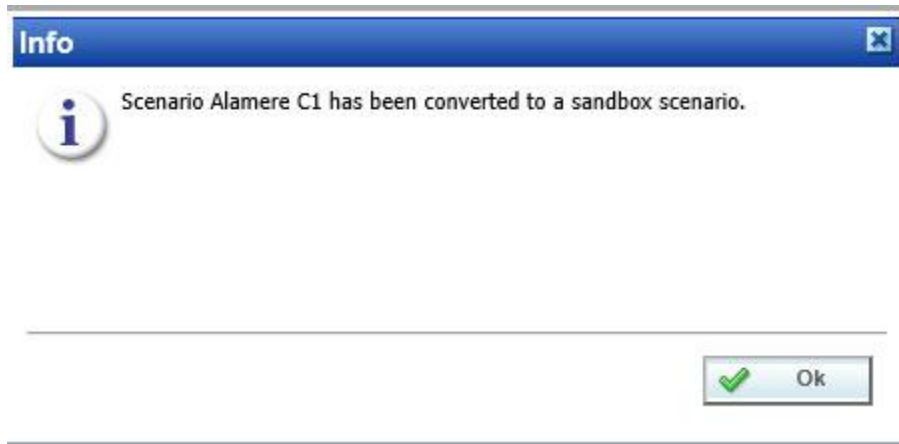 Info
Scenario Alamere C1 has been converted to a sandbox scenario.
Ok